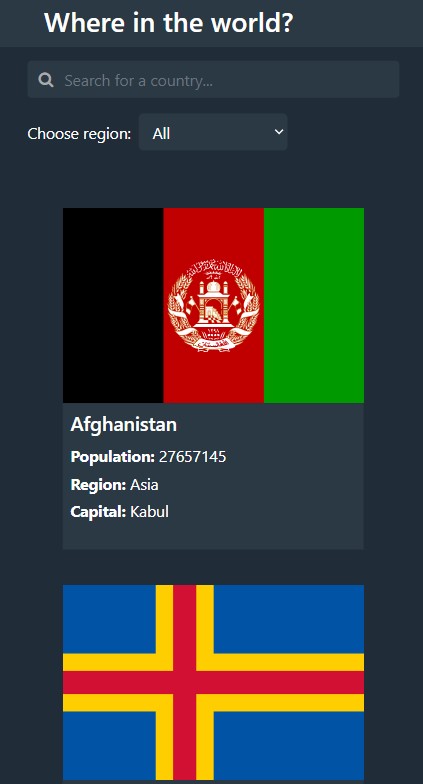 Where in the world?
Search for a country...
Choose region: All
Afghanistan
Population: 27657145
Region: Asia
Capital: Kabul